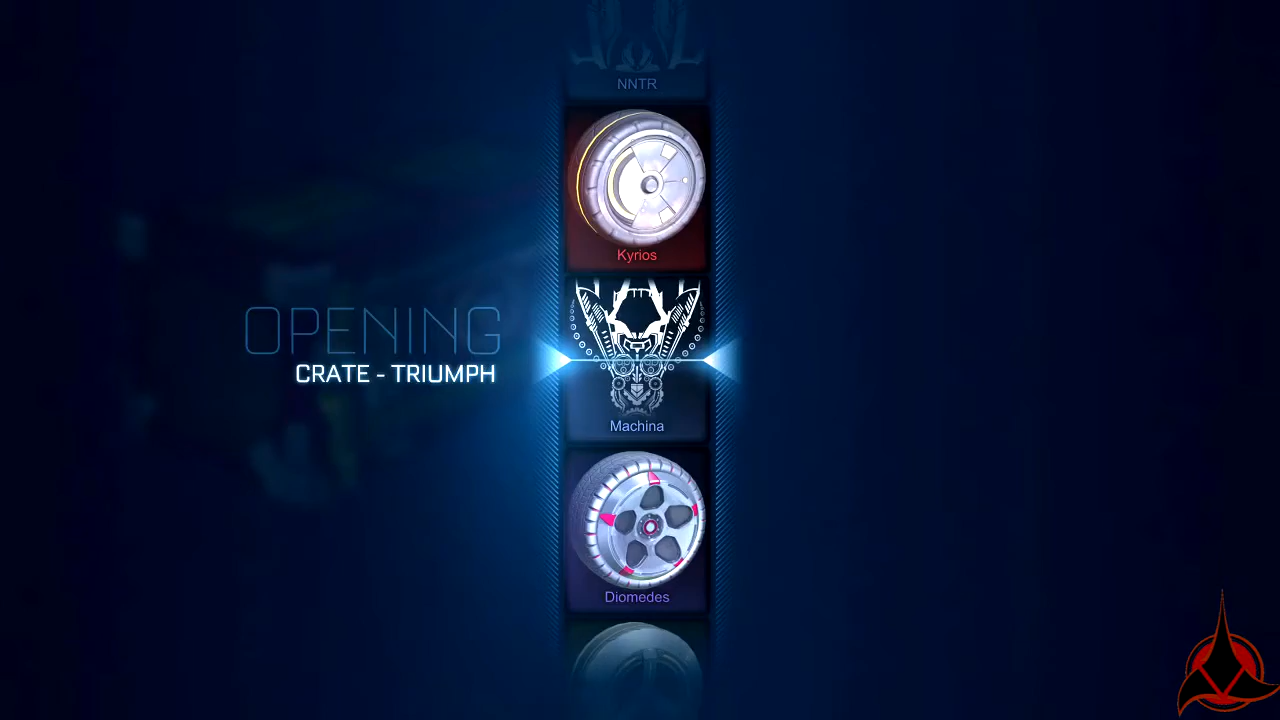 NNTR
Kyrios
OPENING
CRATE - TRIUMPH
Machina
Diomedes